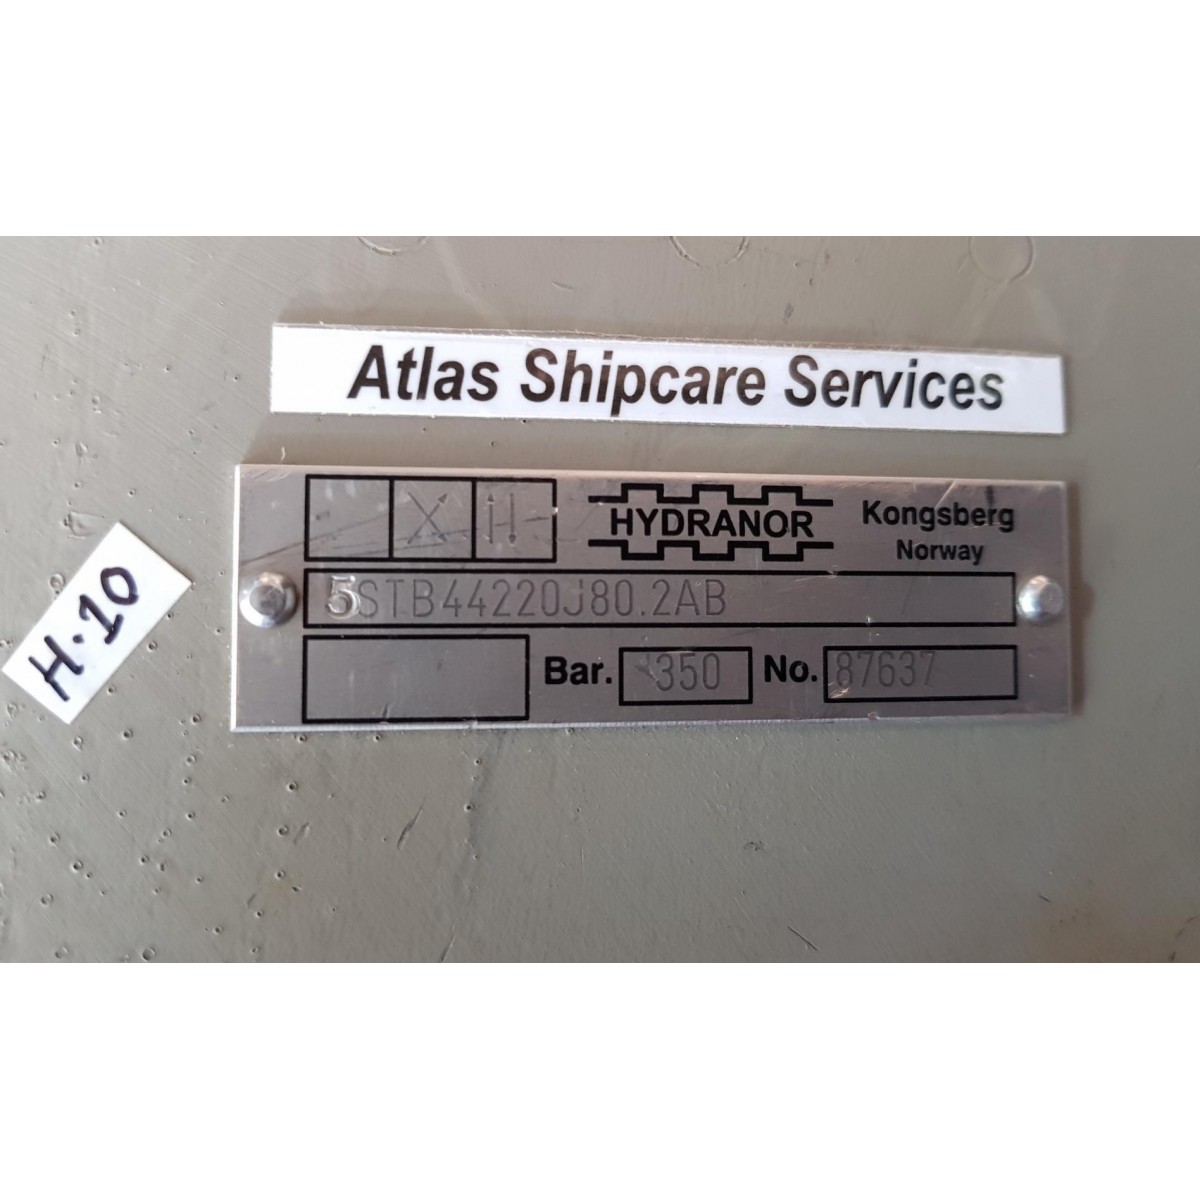 Atlas Shipcare Services
HYDRANOR
Kongsberg
Norway
5STB44220J80.2AB
Bar. 350 No. 87637
H.10